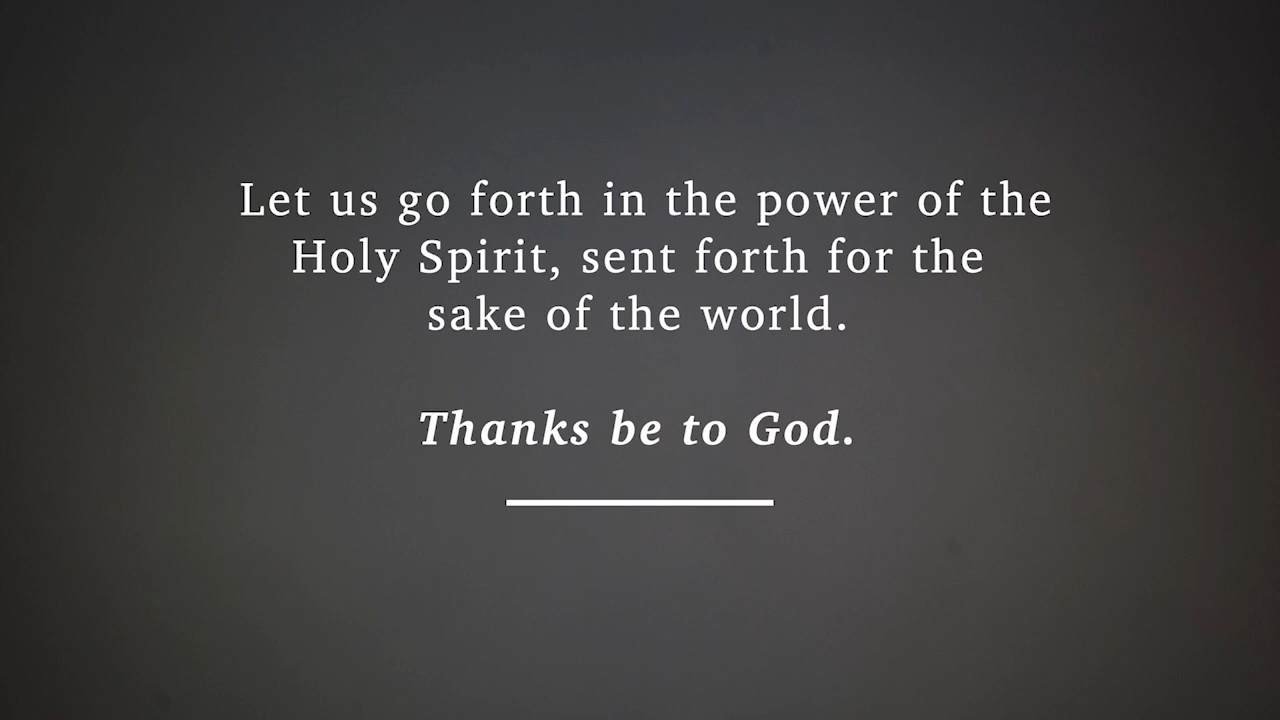 Let us go forth in the power of the
Holy Spirit, sent forth for the
sake of the world.
Thanks be to God.